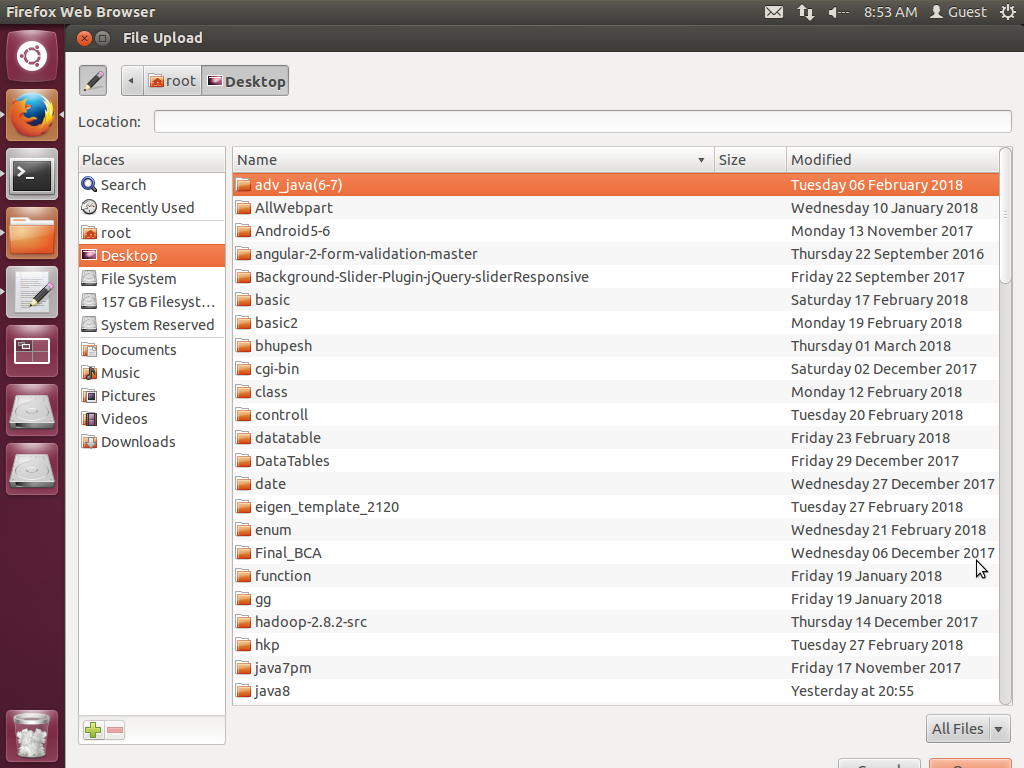 Firefox Web Browser 8:53 AM Guest
File Upload
root Desktop
Location:
Places
Search
Recently Used
root
Desktop
File System
157 GB Filesyst...
System Reserved
Documents
Music
Pictures
Videos
Downloads
Name Size Modified
adv_java(6-7) Tuesday 06 February 2018
AllWebpart Wednesday 10 January 2018
Android5-6 Monday 13 November 2017
angular-2-form-validation-master Thursday 22 September 2016
Background-Slider-Plugin-jQuery-sliderResponsive Friday 22 September 2017
basic Saturday 17 February 2018
basic2 Monday 19 February 2018
bhupesh Thursday 01 March 2018
cgi-bin Saturday 02 December 2017
class Monday 12 February 2018
controll Tuesday 20 February 2018
datatable Friday 23 February 2018
DataTables Friday 29 December 2017
date Wednesday 27 December 2017
eigen_template_2120 Tuesday 27 February 2018
enum Wednesday 21 February 2018
Final_BCA Wednesday 06 December 2017
function Friday 19 January 2018
gg Friday 19 January 2018
hadoop-2.8.2-src Thursday 14 December 2017
hkp Tuesday 27 February 2018
java7pm Friday 17 November 2017
java8 Yesterday at 20:55
All Files